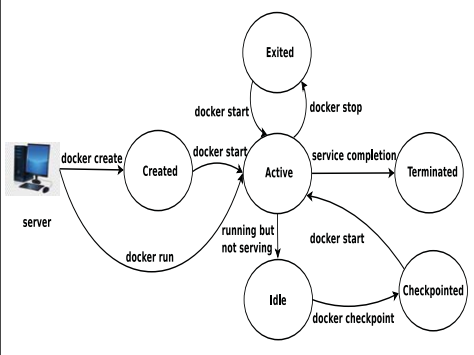 Exited
docker start
docker stop
docker create
Created
docker start
Active
service completion
Terminated
server
docker run
running but
not serving
docker start
Idle
docker checkpoint
Checkpointed